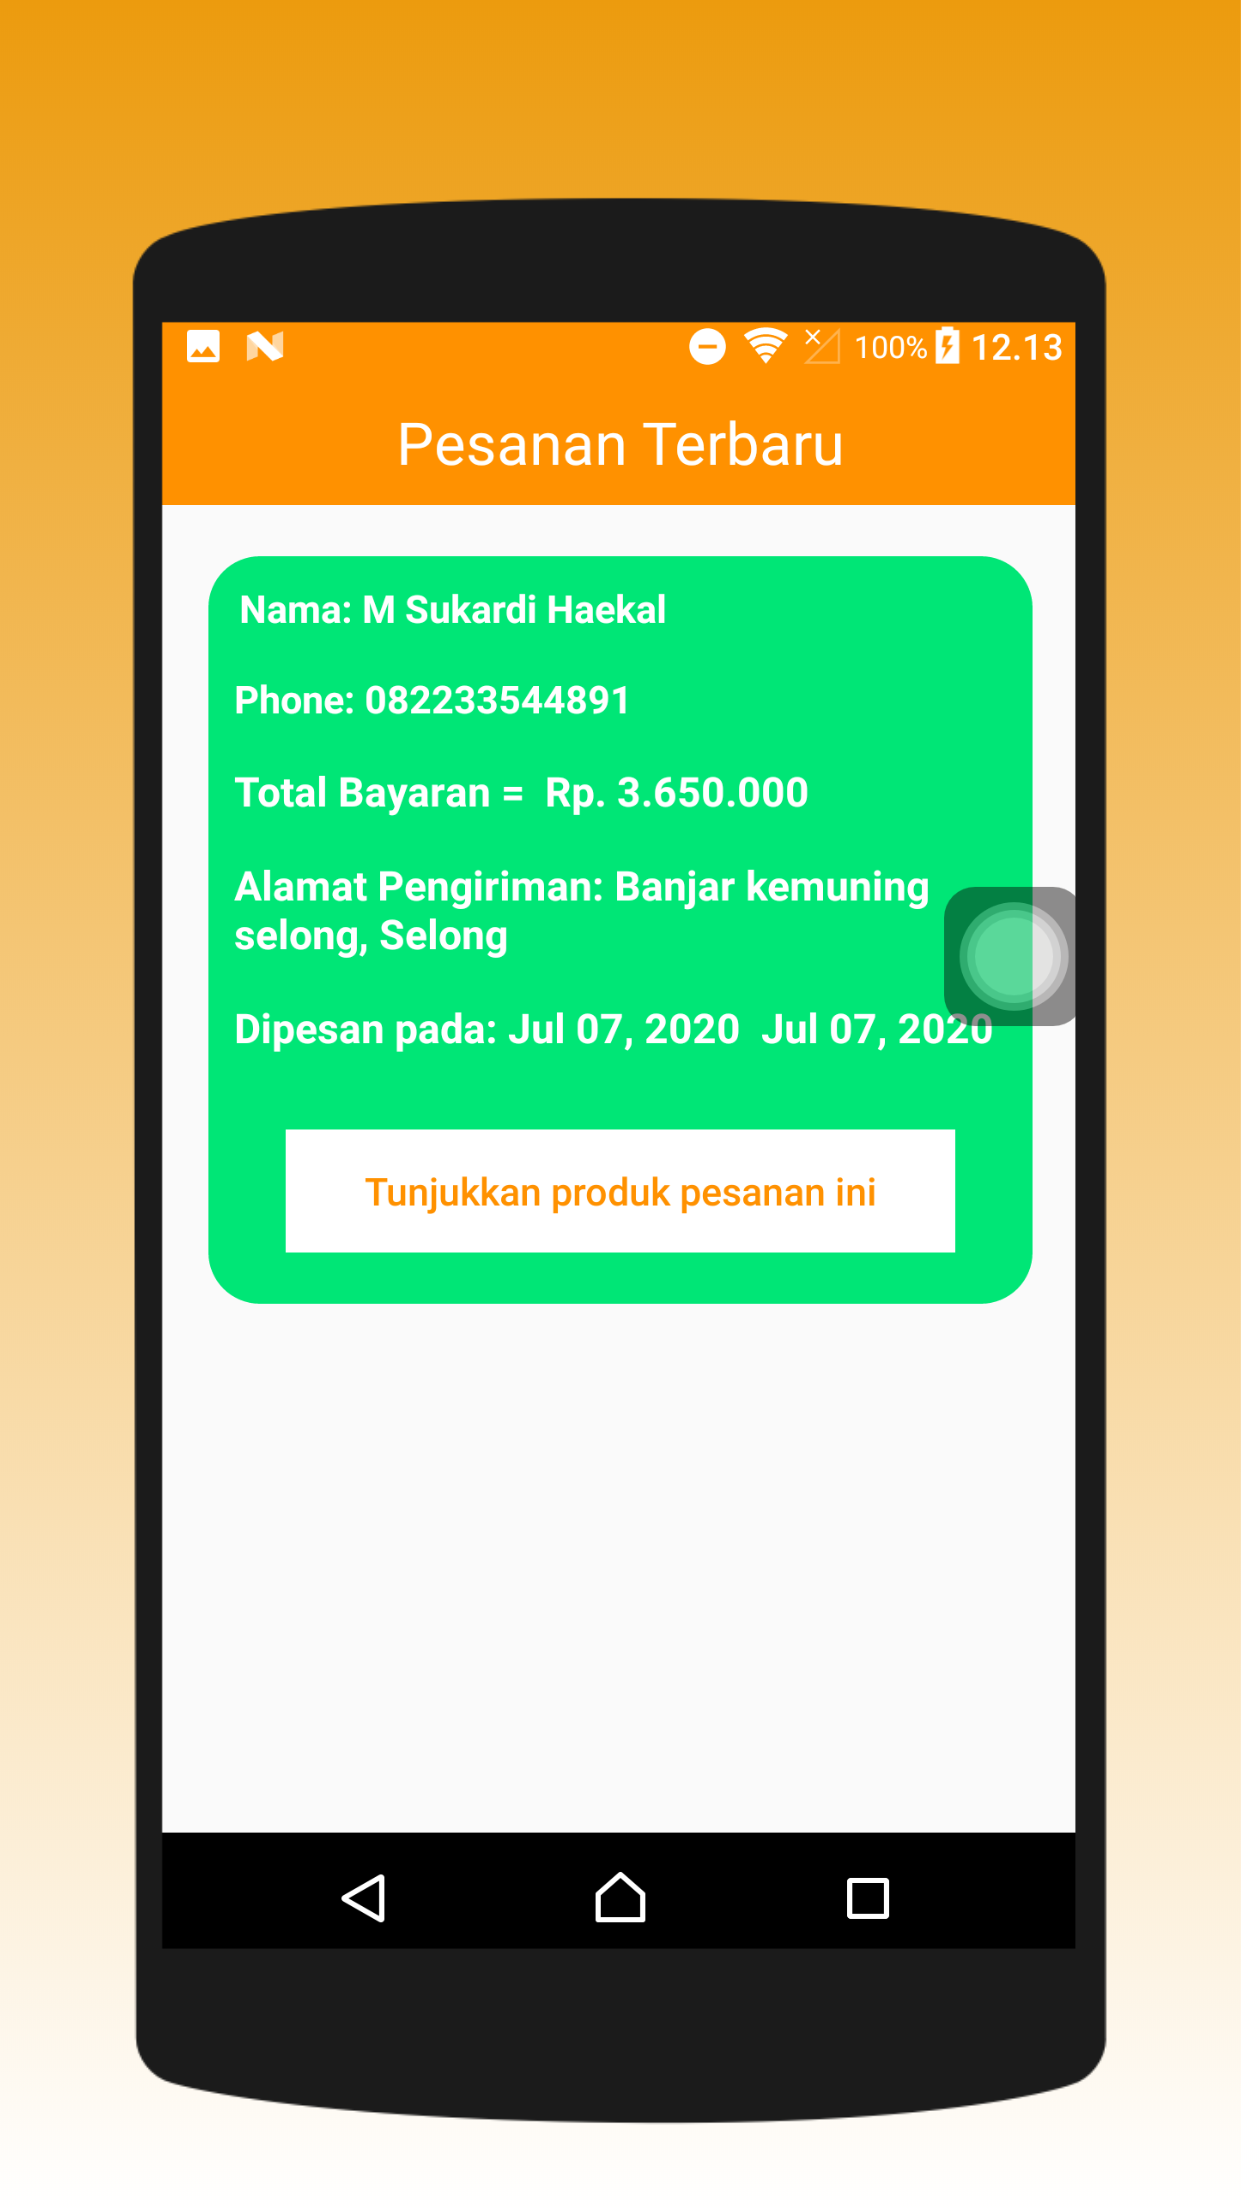 100% 12.13
Pesanan Terbaru
Nama: M Sukardi Haekal
Phone: 082233544891
Total Bayaran =  Rp. 3.650.000
Alamat Pengiriman: Banjar kemuning
selong, Selong
Dipesan pada: Jul 07, 2020  Jul 07, 2020
Tunjukkan produk pesanan ini